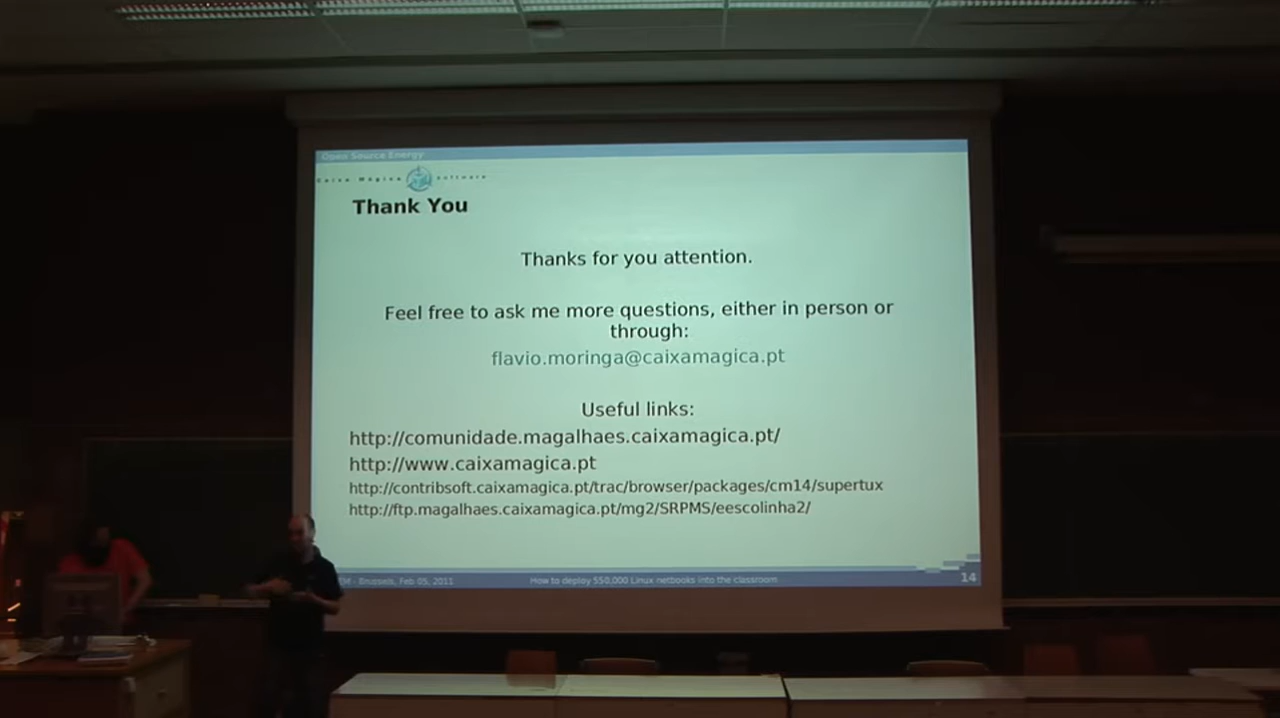 Open Source Energy
Caixa Mágica Software
Thank You
Thanks for you attention.
Feel free to ask me more questions, either in person or
through:
flavio.moringa@caixamagica.pt
Useful links:
http://comunidade.magalhaes.caixamagica.pt/
http://www.caixamagica.pt
http://contribsoft.caixamagica.pt/trac/browser/packages/cm14/supertux
http://ftp.magalhaes.caixamagica.pt/mg2/SRPMS/eescolinha2/
- Brussels, Feb 05, 2011
How to deploy 550,000 Linux netbooks into the classroom
14